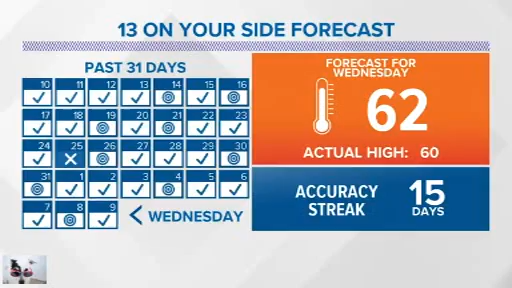 13 ON YOUR SIDE FORECAST
PAST 31 DAYS
10 11 12 13 14 15 16
17 18 19 20 21 22 23
24 25 26 27 28 29 30
31 1 2 3 4 5 6
7 8 9
WEDNESDAY
FORECAST FOR
WEDNESDAY
62
ACTUAL HIGH: 60
ACCURACY
STREAK
15
DAYS